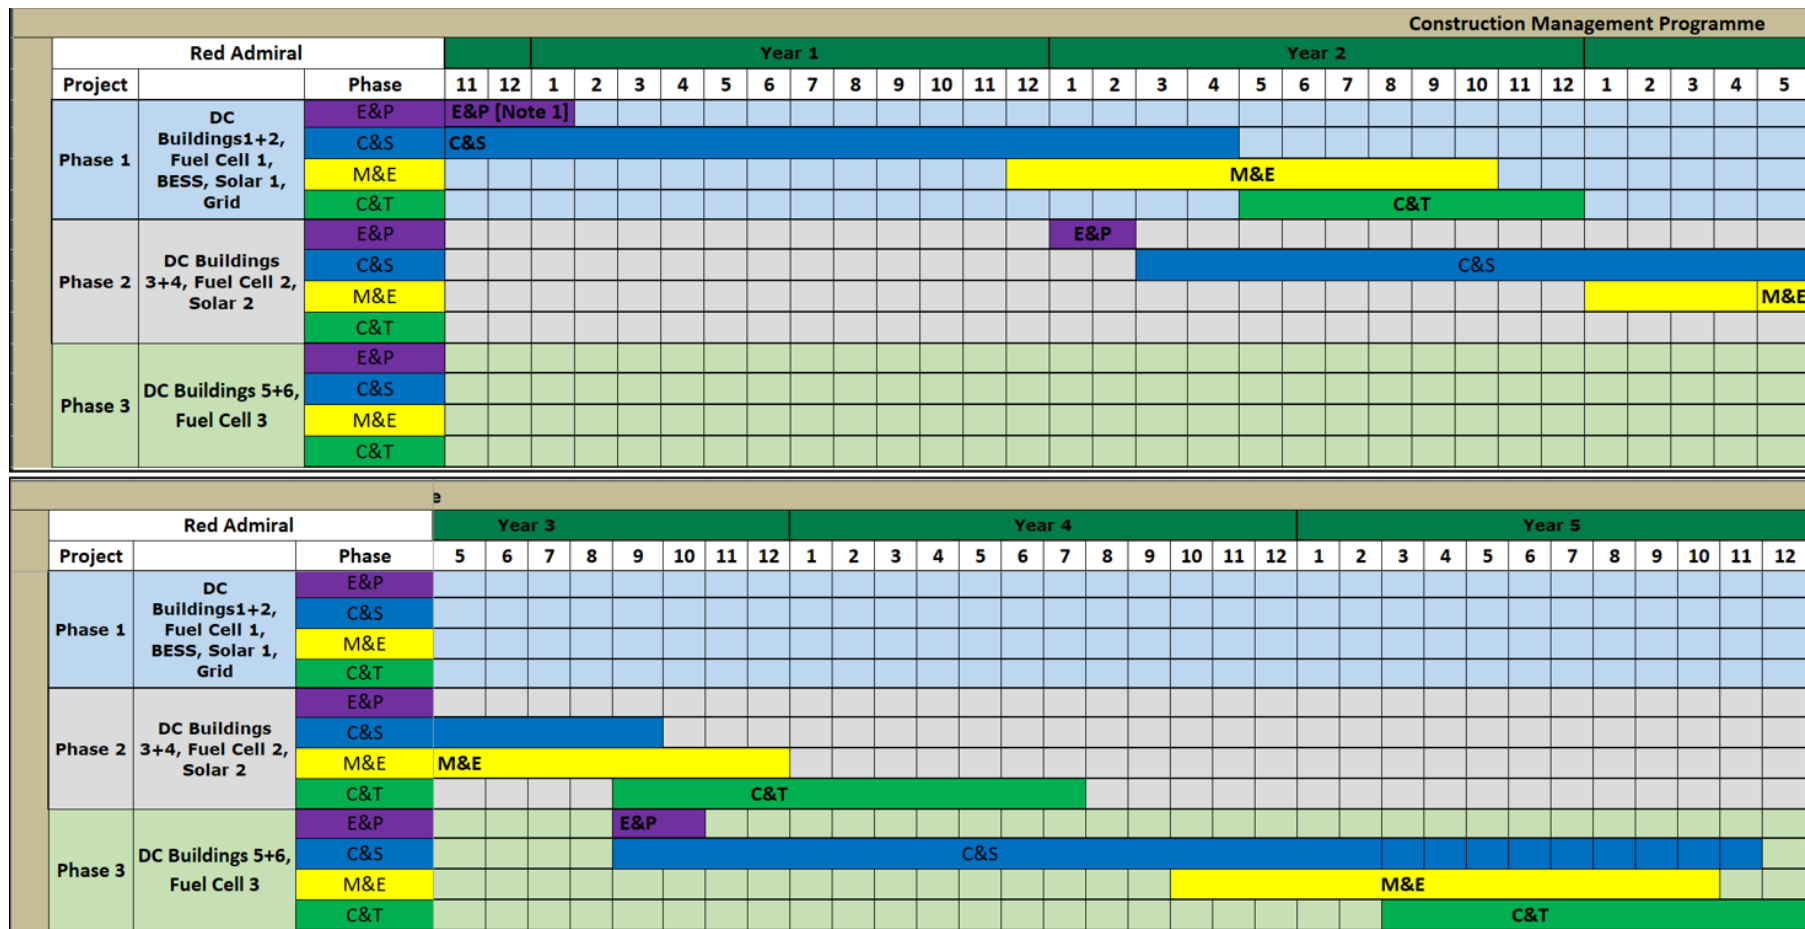 Construction Management Programme
Red Admiral Year 1 Year 2
Project Phase 11 12 1 2 3 4 5 6 7 8 9 10 11 12 1 2 3 4 5 6 7 8 9 10 11 12 1 2 3 4 5
Phase 1
DC
Buildings1+2,
Fuel Cell 1,
BESS, Solar 1,
Grid
E&P E&P [Note 1]
C&S C&S
M&E M&E
C&T C&T
Phase 2
DC Buildings
3+4, Fuel Cell 2,
Solar 2
E&P E&P
C&S C&S
M&E M&E
C&T
Phase 3
DC Buildings 5+6,
Fuel Cell 3
E&P
C&S
M&E
C&T
e
Red Admiral Year 3 Year 4 Year 5
Project Phase 5 6 7 8 9 10 11 12 1 2 3 4 5 6 7 8 9 10 11 12 1 2 3 4 5 6 7 8 9 10 11 12
Phase 1
DC
Buildings1+2,
Fuel Cell 1,
BESS, Solar 1,
Grid
E&P
C&S
M&E
C&T
Phase 2
DC Buildings
3+4, Fuel Cell 2,
Solar 2
E&P
C&S
M&E M&E
C&T C&T
Phase 3
DC Buildings 5+6,
Fuel Cell 3
E&P E&P
C&S C&S
M&E M&E
C&T C&T